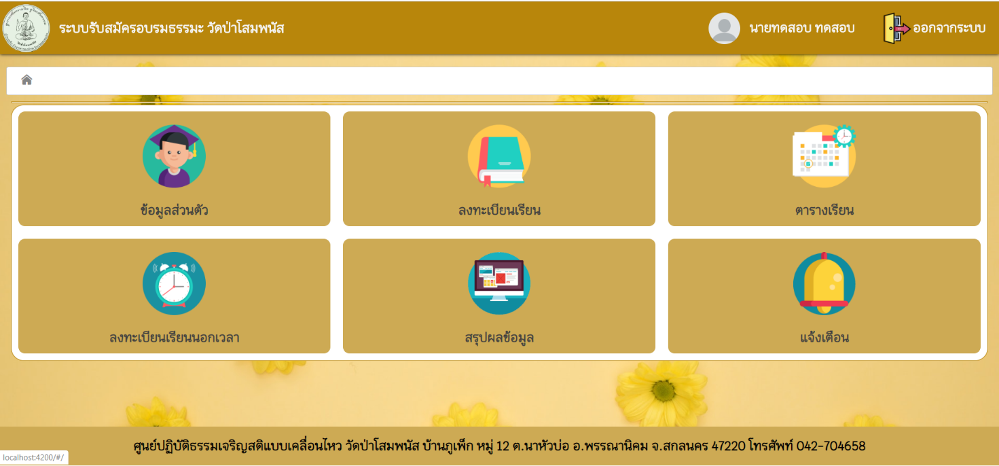 ระบบรับสมัครอบรมธรรมะ วัดป่าโสมพนัส
นายทดสอบ ทดสอบ
ออกจากระบบ
ข้อมูลส่วนตัว
ลงทะเบียนเรียน
ตารางเรียน
ลงทะเบียนเรียนนอกเวลา
สรุปผลข้อมูล
แจ้งเตือน
ศูนย์ปฏิบัติธรรมเจริญสติแบบเคลื่อนไหว วัดป่าโสมพนัส บ้านภูเพ็ก หมู่ 12 ต.นาหัวบ่อ อ.พรรณานิคม จ.สกลนคร 47220 โทรศัพท์ 042-704658
localhost:4200/#/